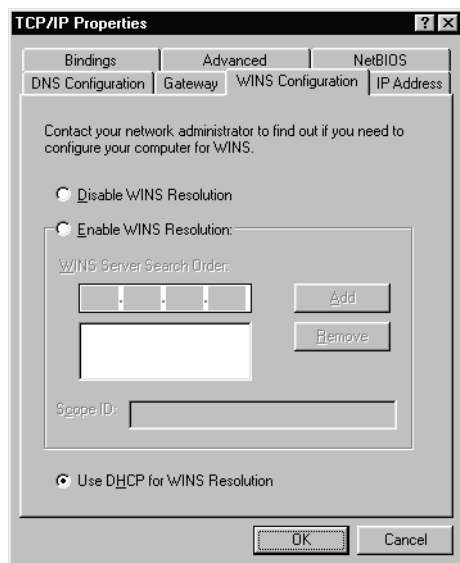 TCP/IP Properties
? X
Bindings Advanced NetBIOS
DNS Configuration Gateway WINS Configuration IP Address
Contact your network administrator to find out if you need to
configure your computer for WINS.
Disable WINS Resolution
Enable WINS Resolution:
WINS Server Search Order:
. . .
Add
Remove
Scope ID:
Use DHCP for WINS Resolution
OK Cancel